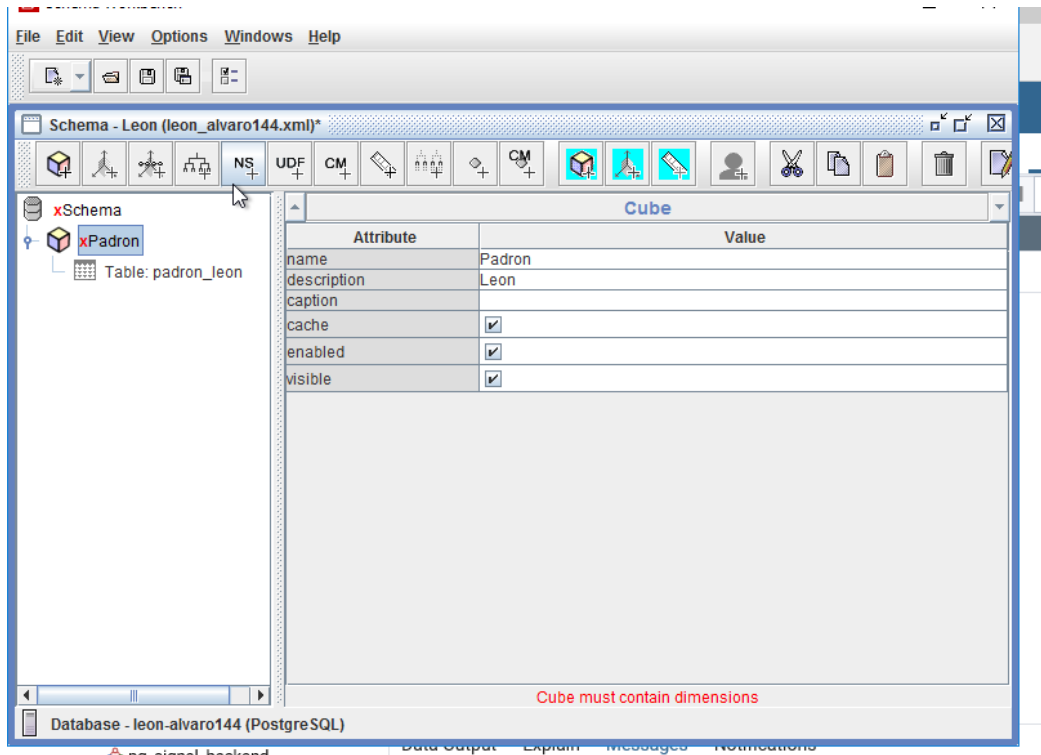 File Edit View Options Windows Help
Schema - Leon (leon_alvaro144.xml)*
NS UDF CM CM
xSchema
xPadron
Table: padron_leon
Cube
Attribute Value
name Padron
description Leon
caption
cache
enabled
visible
Cube must contain dimensions
Database - leon-alvaro144 (PostgreSQL)